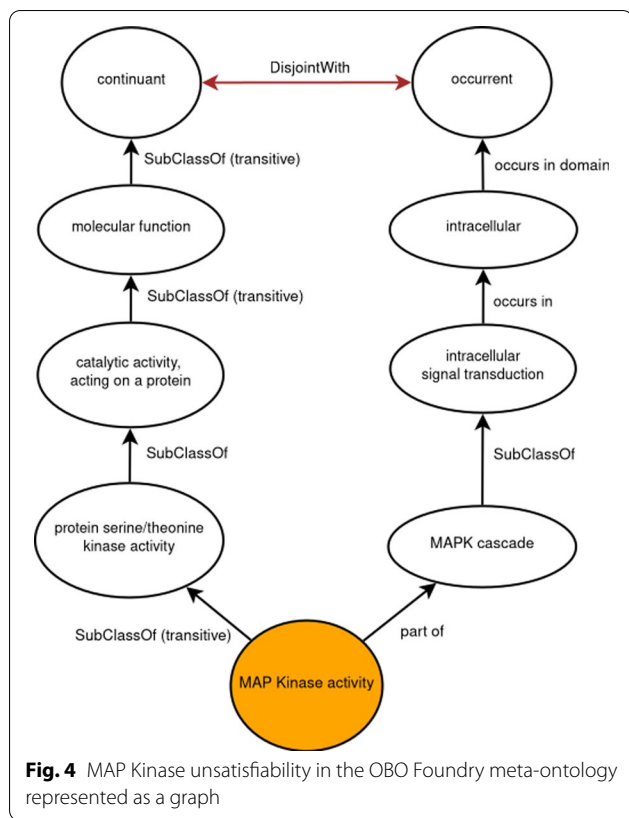 DisjointWith
continuant
occurrent
SubClassOf (transitive)
occurs in domain
molecular function
intracellular
SubClassOf (transitive)
occurs in
catalytic activity,
acting on a protein
intracellular
signal transduction
SubClassOf
SubClassOf
protein serine/theonine
kinase activity
MAPK cascade
SubClassOf (transitive)
part of
MAP Kinase activity
Fig. 4 MAP Kinase unsatisfiability in the OBO Foundry meta-ontology
represented as a graph